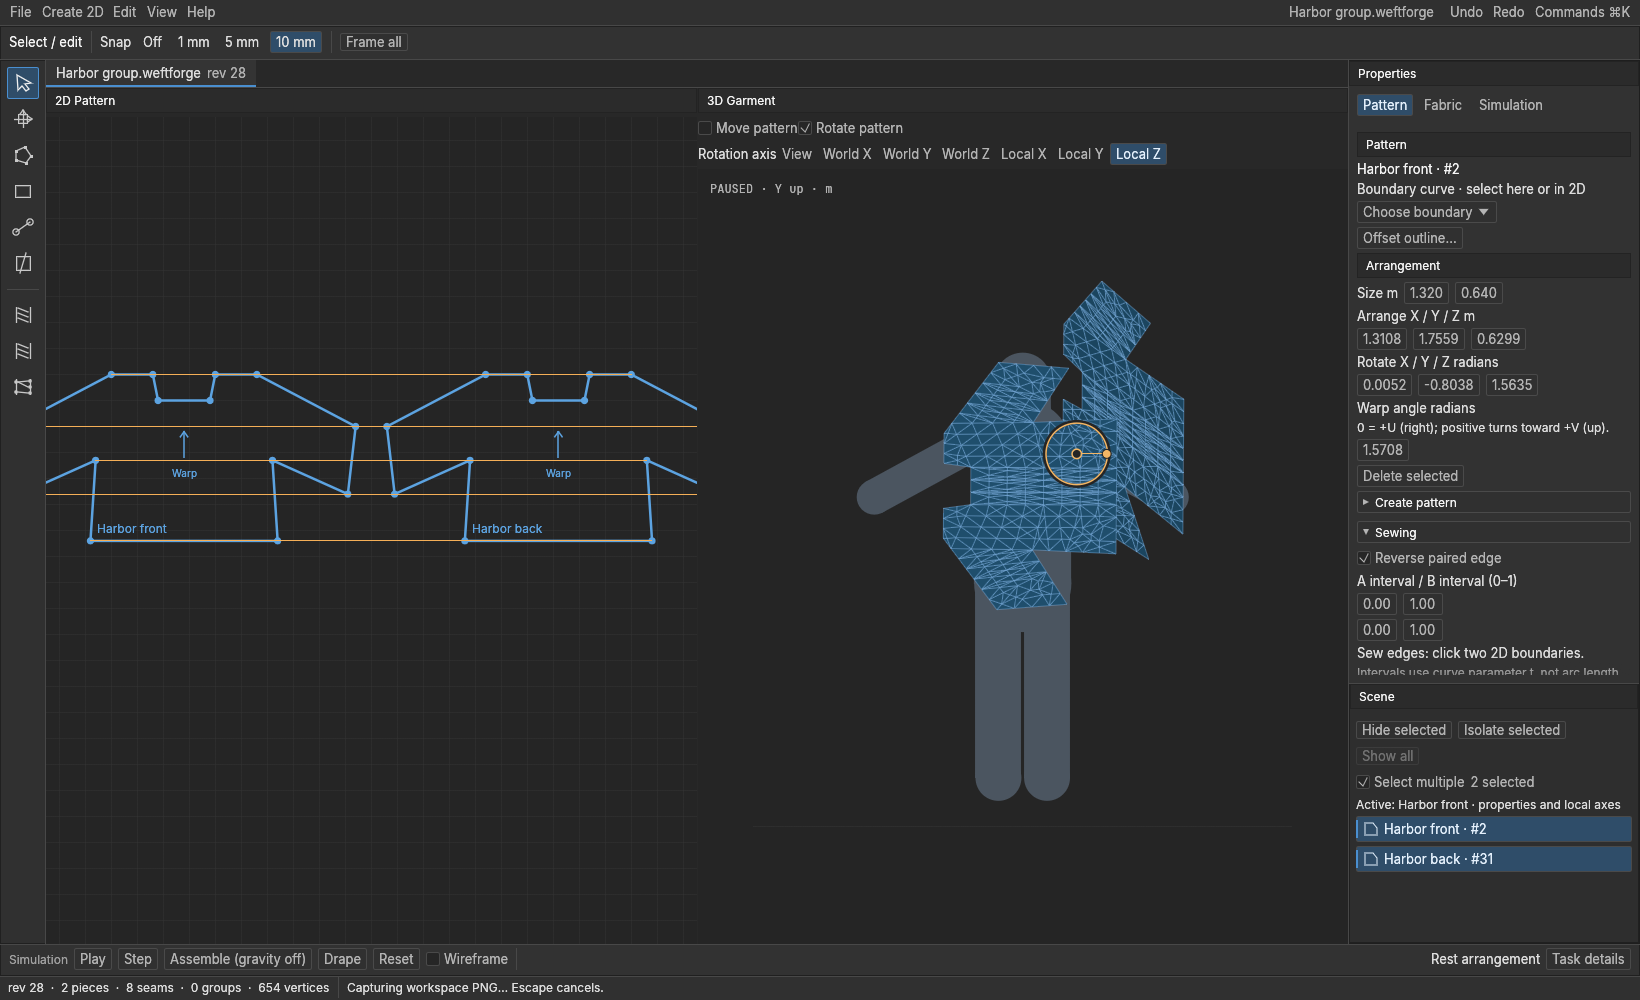 File Create 2D Edit View Help Harbor group.weftforge Undo Redo Commands ⌘K
Select / edit Snap Off 1 mm 5 mm 10 mm Frame all
Harbor group.weftforge rev 28
2D Pattern
Warp
Warp
Harbor front
Harbor back
3D Garment
Move pattern Rotate pattern
Rotation axis View World X World Y World Z Local X Local Y Local Z
PAUSED · Y up · m
Properties
Pattern Fabric Simulation
Pattern
Harbor front · #2
Boundary curve · select here or in 2D
Choose boundary
Offset outline...
Arrangement
Size m 1.320 0.640
Arrange X / Y / Z m
1.3108 1.7559 0.6299
Rotate X / Y / Z radians
0.0052 -0.8038 1.5635
Warp angle radians
0 = +U (right); positive turns toward +V (up).
1.5708
Delete selected
Create pattern
Sewing
Reverse paired edge
A interval / B interval (0–1)
0.00 1.00
0.00 1.00
Sew edges: click two 2D boundaries.
Intervals use curve parameter t, not arc length
Scene
Hide selected Isolate selected
Show all
Select multiple 2 selected
Active: Harbor front · properties and local axes
Harbor front · #2
Harbor back · #31
Simulation Play Step Assemble (gravity off) Drape Reset Wireframe Rest arrangement Task details
rev 28 · 2 pieces · 8 seams · 0 groups · 654 vertices Capturing workspace PNG... Escape cancels.